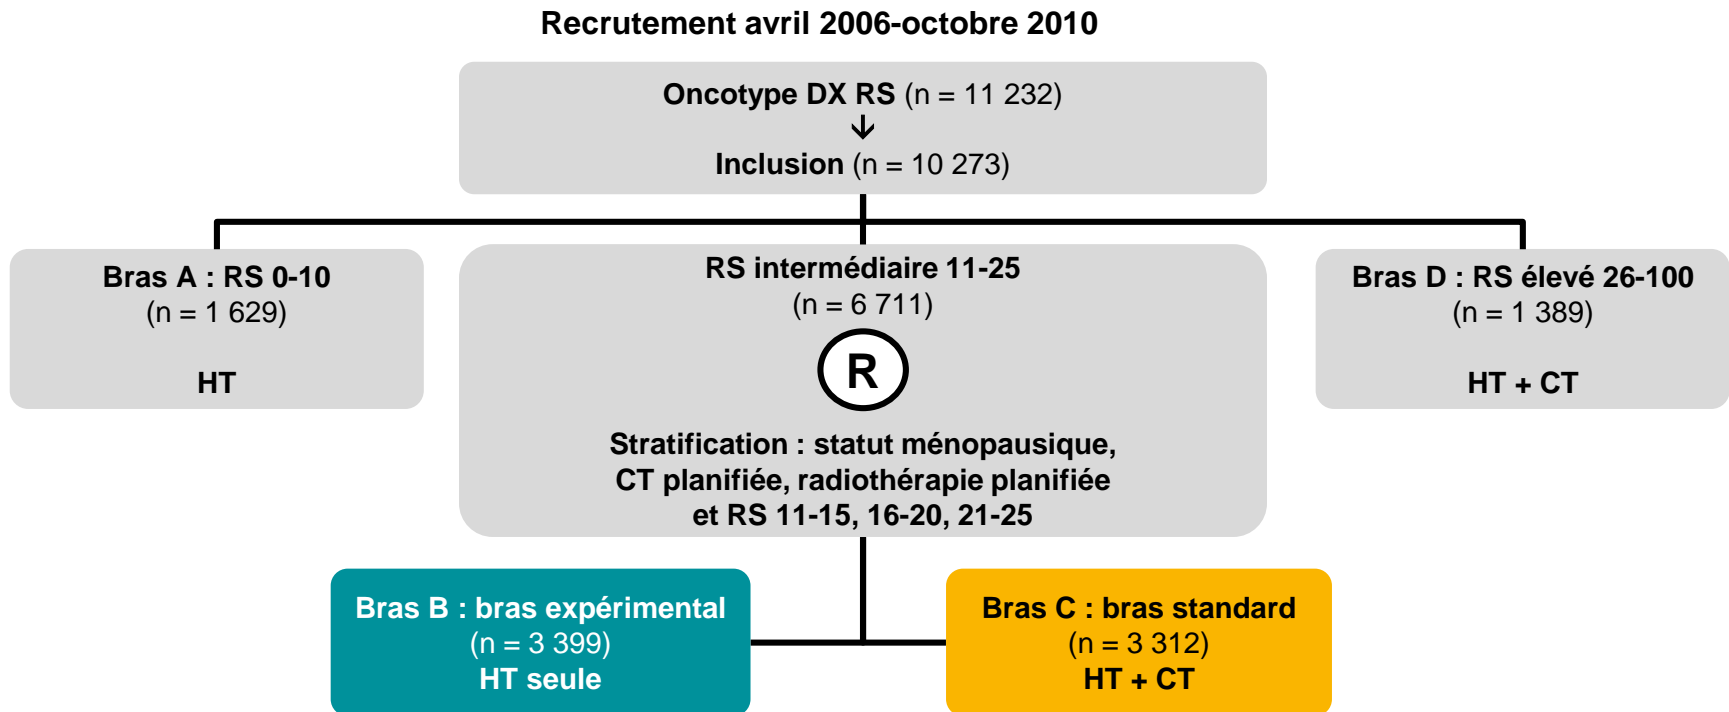 Recrutement avril 2006-octobre 2010
Oncotype DX RS (n = 11 232)
↓
Inclusion (n = 10 273)
Bras A : RS 0-10
(n = 1 629)
HT
RS intermédiaire 11-25
(n = 6 711)
R
Stratification : statut ménopausique,
CT planifiée, radiothérapie planifiée
et RS 11-15, 16-20, 21-25
Bras D : RS élevé 26-100
(n = 1 389)
HT + CT
Bras B : bras expérimental
(n = 3 399)
HT seule
Bras C : bras standard
(n = 3 312)
HT + CT